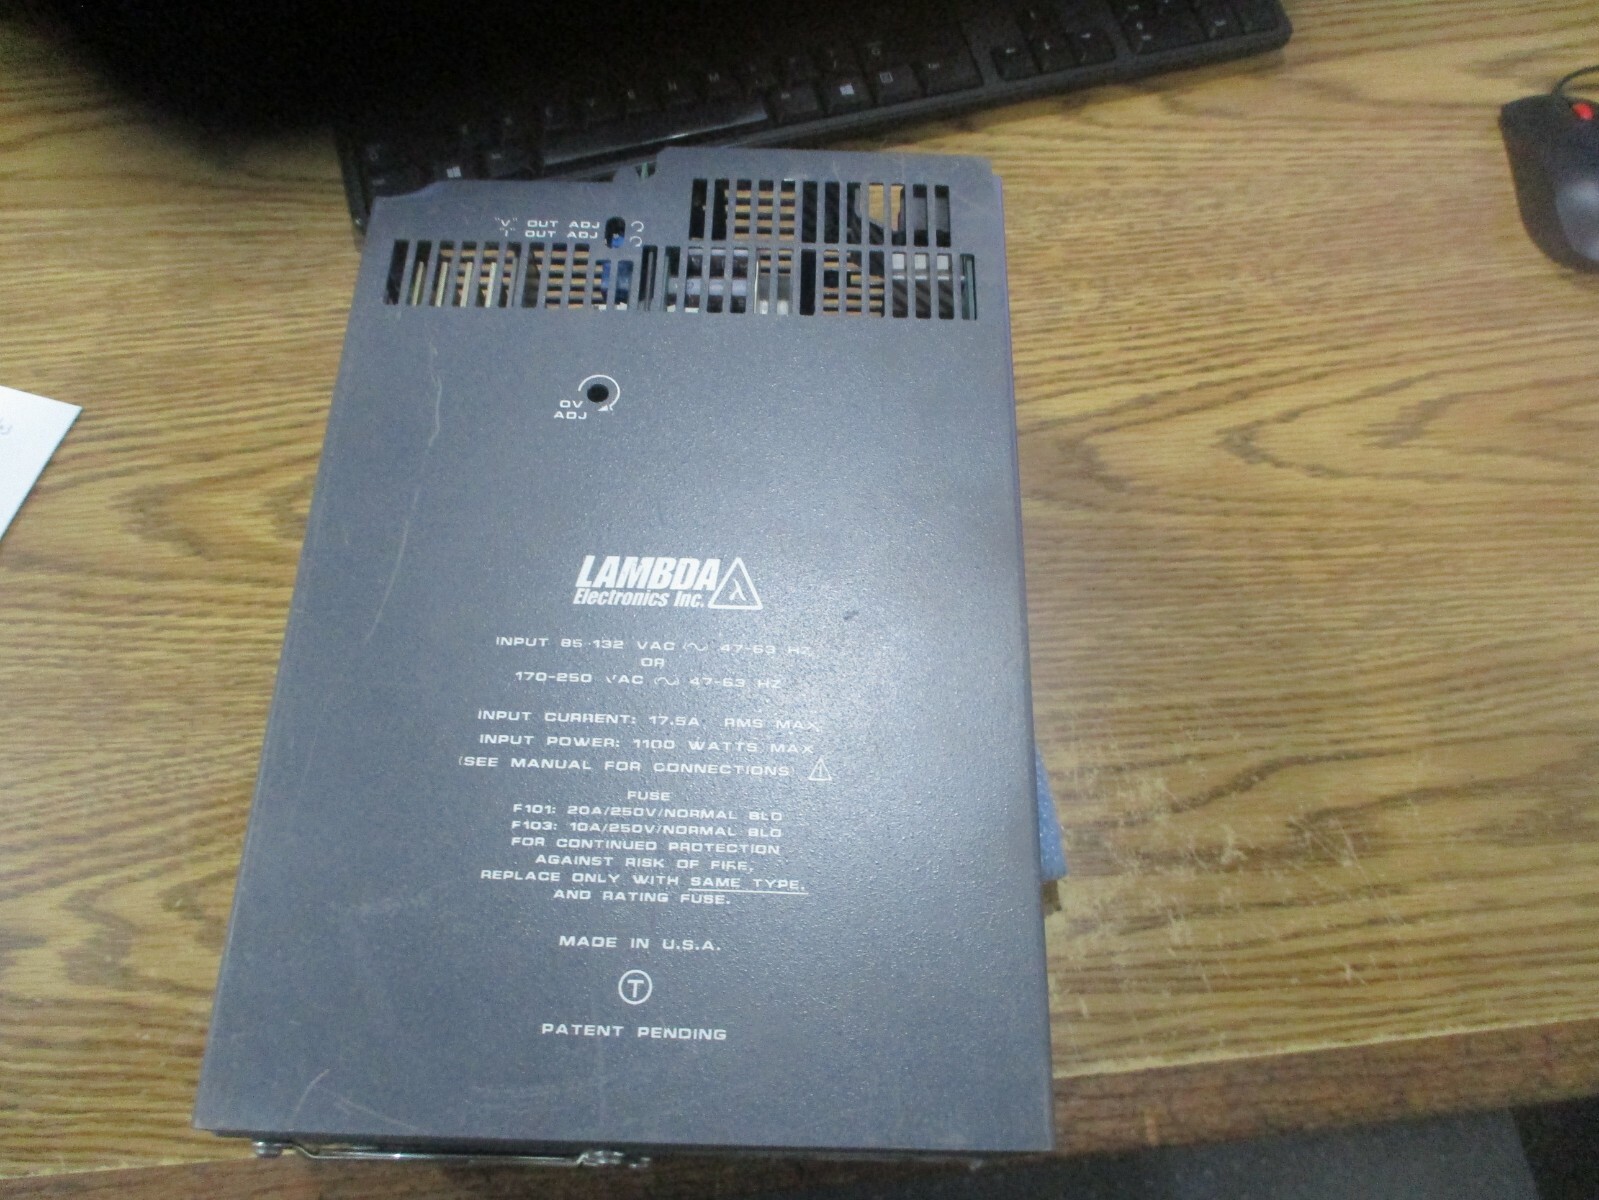 "V" OUT ADJ
"I" OUT ADJ
OV
ADJ
LAMBDA
Electronics Inc.
INPUT 85-132 VAC 47-63 HZ
OR
170-250 VAC 47-63 HZ
INPUT CURRENT: 17.5A RMS MAX
INPUT POWER: 1100 WATTS MAX
(SEE MANUAL FOR CONNECTIONS)
FUSE
F101: 20A/250V/NORMAL BLO
F103: 10A/250V/NORMAL BLO
FOR CONTINUED PROTECTION
AGAINST RISK OF FIRE,
REPLACE ONLY WITH SAME TYPE,
AND RATING FUSE.
MADE IN U.S.A.
T
PATENT PENDING